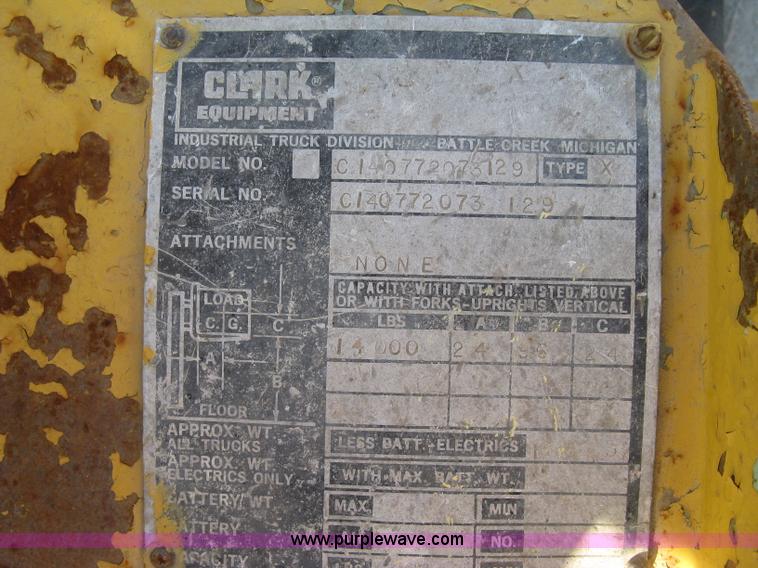 CLARK®
EQUIPMENT
INDUSTRIAL TRUCK DIVISION BATTLE CREEK MICHIGAN
MODEL NO. C140772073129 TYPE X
SERIAL NO. C140772073 129
ATTACHMENTS
NONE
CAPACITY WITH ATTACH. LISTED ABOVE
OR WITH FORKS-UPRIGHTS VERTICAL
LBS A B C
LOAD
C. G. C
14000 24 96 24
A
B
FLOOR
APPROX. WT
ALL TRUCKS LESS BATT.-ELECTRICS
APPROX WT
ELECTRICS ONLY WITH MAX. BATT. WT.
BATTERY WT MAX. MIN
BATTERY NO.
www.purplewave.com
CAPACITY